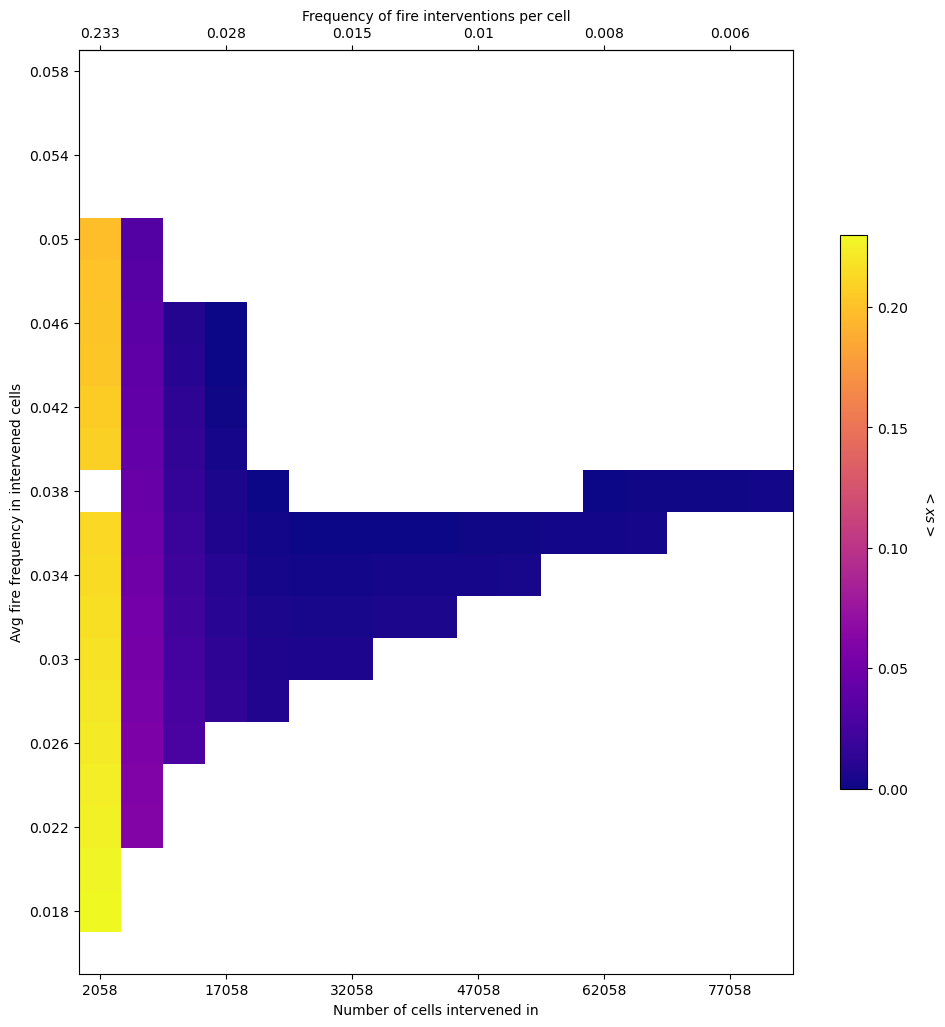 Frequency of fire interventions per cell
0.233 0.028 0.015 0.01 0.008 0.006
0.058
0.054
0.05
0.046
0.042
0.038
0.034
0.03
0.026
0.022
0.018
Avg fire frequency in intervened cells
2058 17058 32058 47058 62058 77058
Number of cells intervened in
0.20
0.15
0.10
0.05
0.00
< sx >